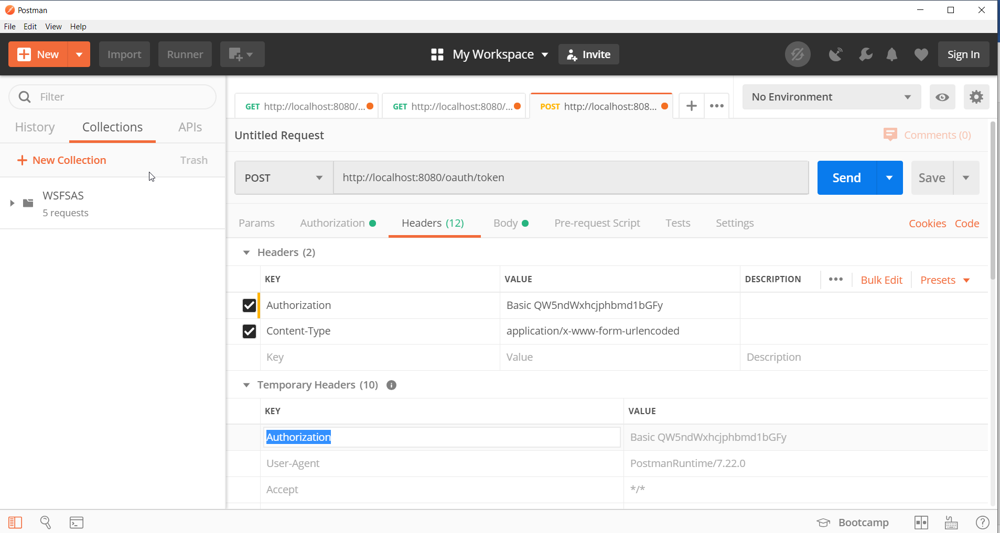 Postman
File Edit View Help
New Import Runner My Workspace Invite Sign In
Filter
GET http://localhost:8080/... GET http://localhost:8080/... POST http://localhost:808... No Environment
History Collections APIs
Untitled Request Comments (0)
New Collection Trash
POST http://localhost:8080/oauth/token Send Save
WSFSAS
5 requests
Params Authorization Headers (12) Body Pre-request Script Tests Settings Cookies Code
Headers (2)
KEY VALUE DESCRIPTION Bulk Edit Presets
Authorization Basic QW5ndWxhcjphbmd1bGFy
Content-Type application/x-www-form-urlencoded
Key Value Description
Temporary Headers (10)
KEY VALUE
Authorization Basic QW5ndWxhcjphbmd1bGFy
User-Agent PostmanRuntime/7.22.0
Accept */*
Bootcamp